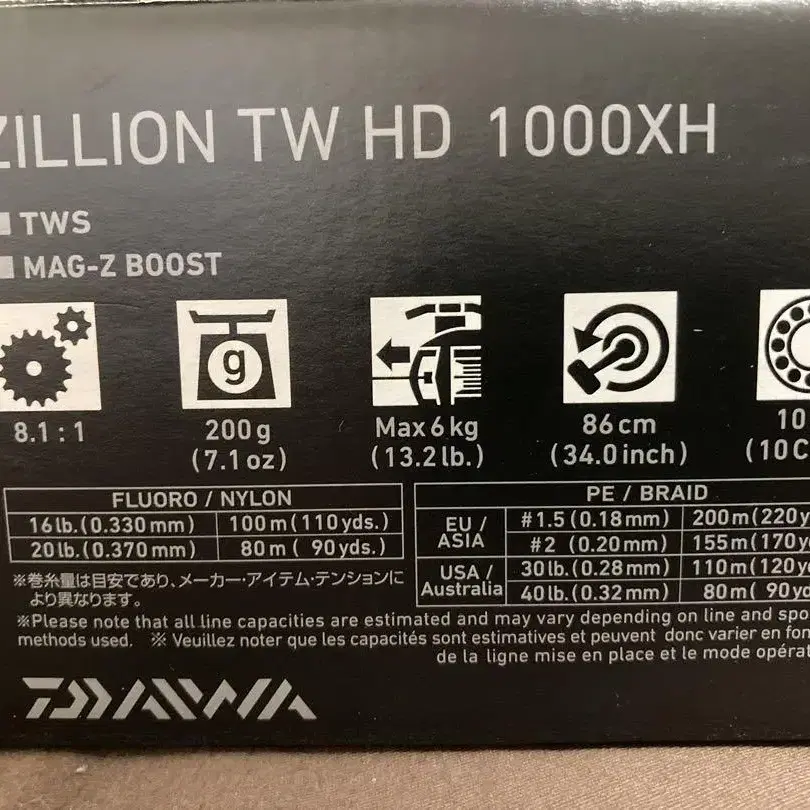 ZILLION TW HD 1000XH
TWS
MAG-Z BOOST
g
8.1:1
200g
(7.1oz)
Max6kg
(13.2lb.)
86cm
(34.0inch)
10
(10C
FLUORO / NYLON
16lb.(0.330mm) 100m(110yds.)
20lb.(0.370mm) 80m( 90yds.)
PE / BRAID
EU / ASIA
#1.5(0.18mm) 200m(220y
#2 (0.20mm) 155m(170yd
USA / Australia
30lb.(0.28mm) 110m(120yd
40lb.(0.32mm) 80m( 90yd
※巻糸量は目安であり、メーカー・アイテム・テンションに
より異なります。
※Please note that all line capacities are estimated and may vary depending on line and spo
methods used. ※ Veuillez noter que les capacités sont estimatives et peuvent donc varier en fon
de la ligne mise en place et le mode opérat
DAIWA